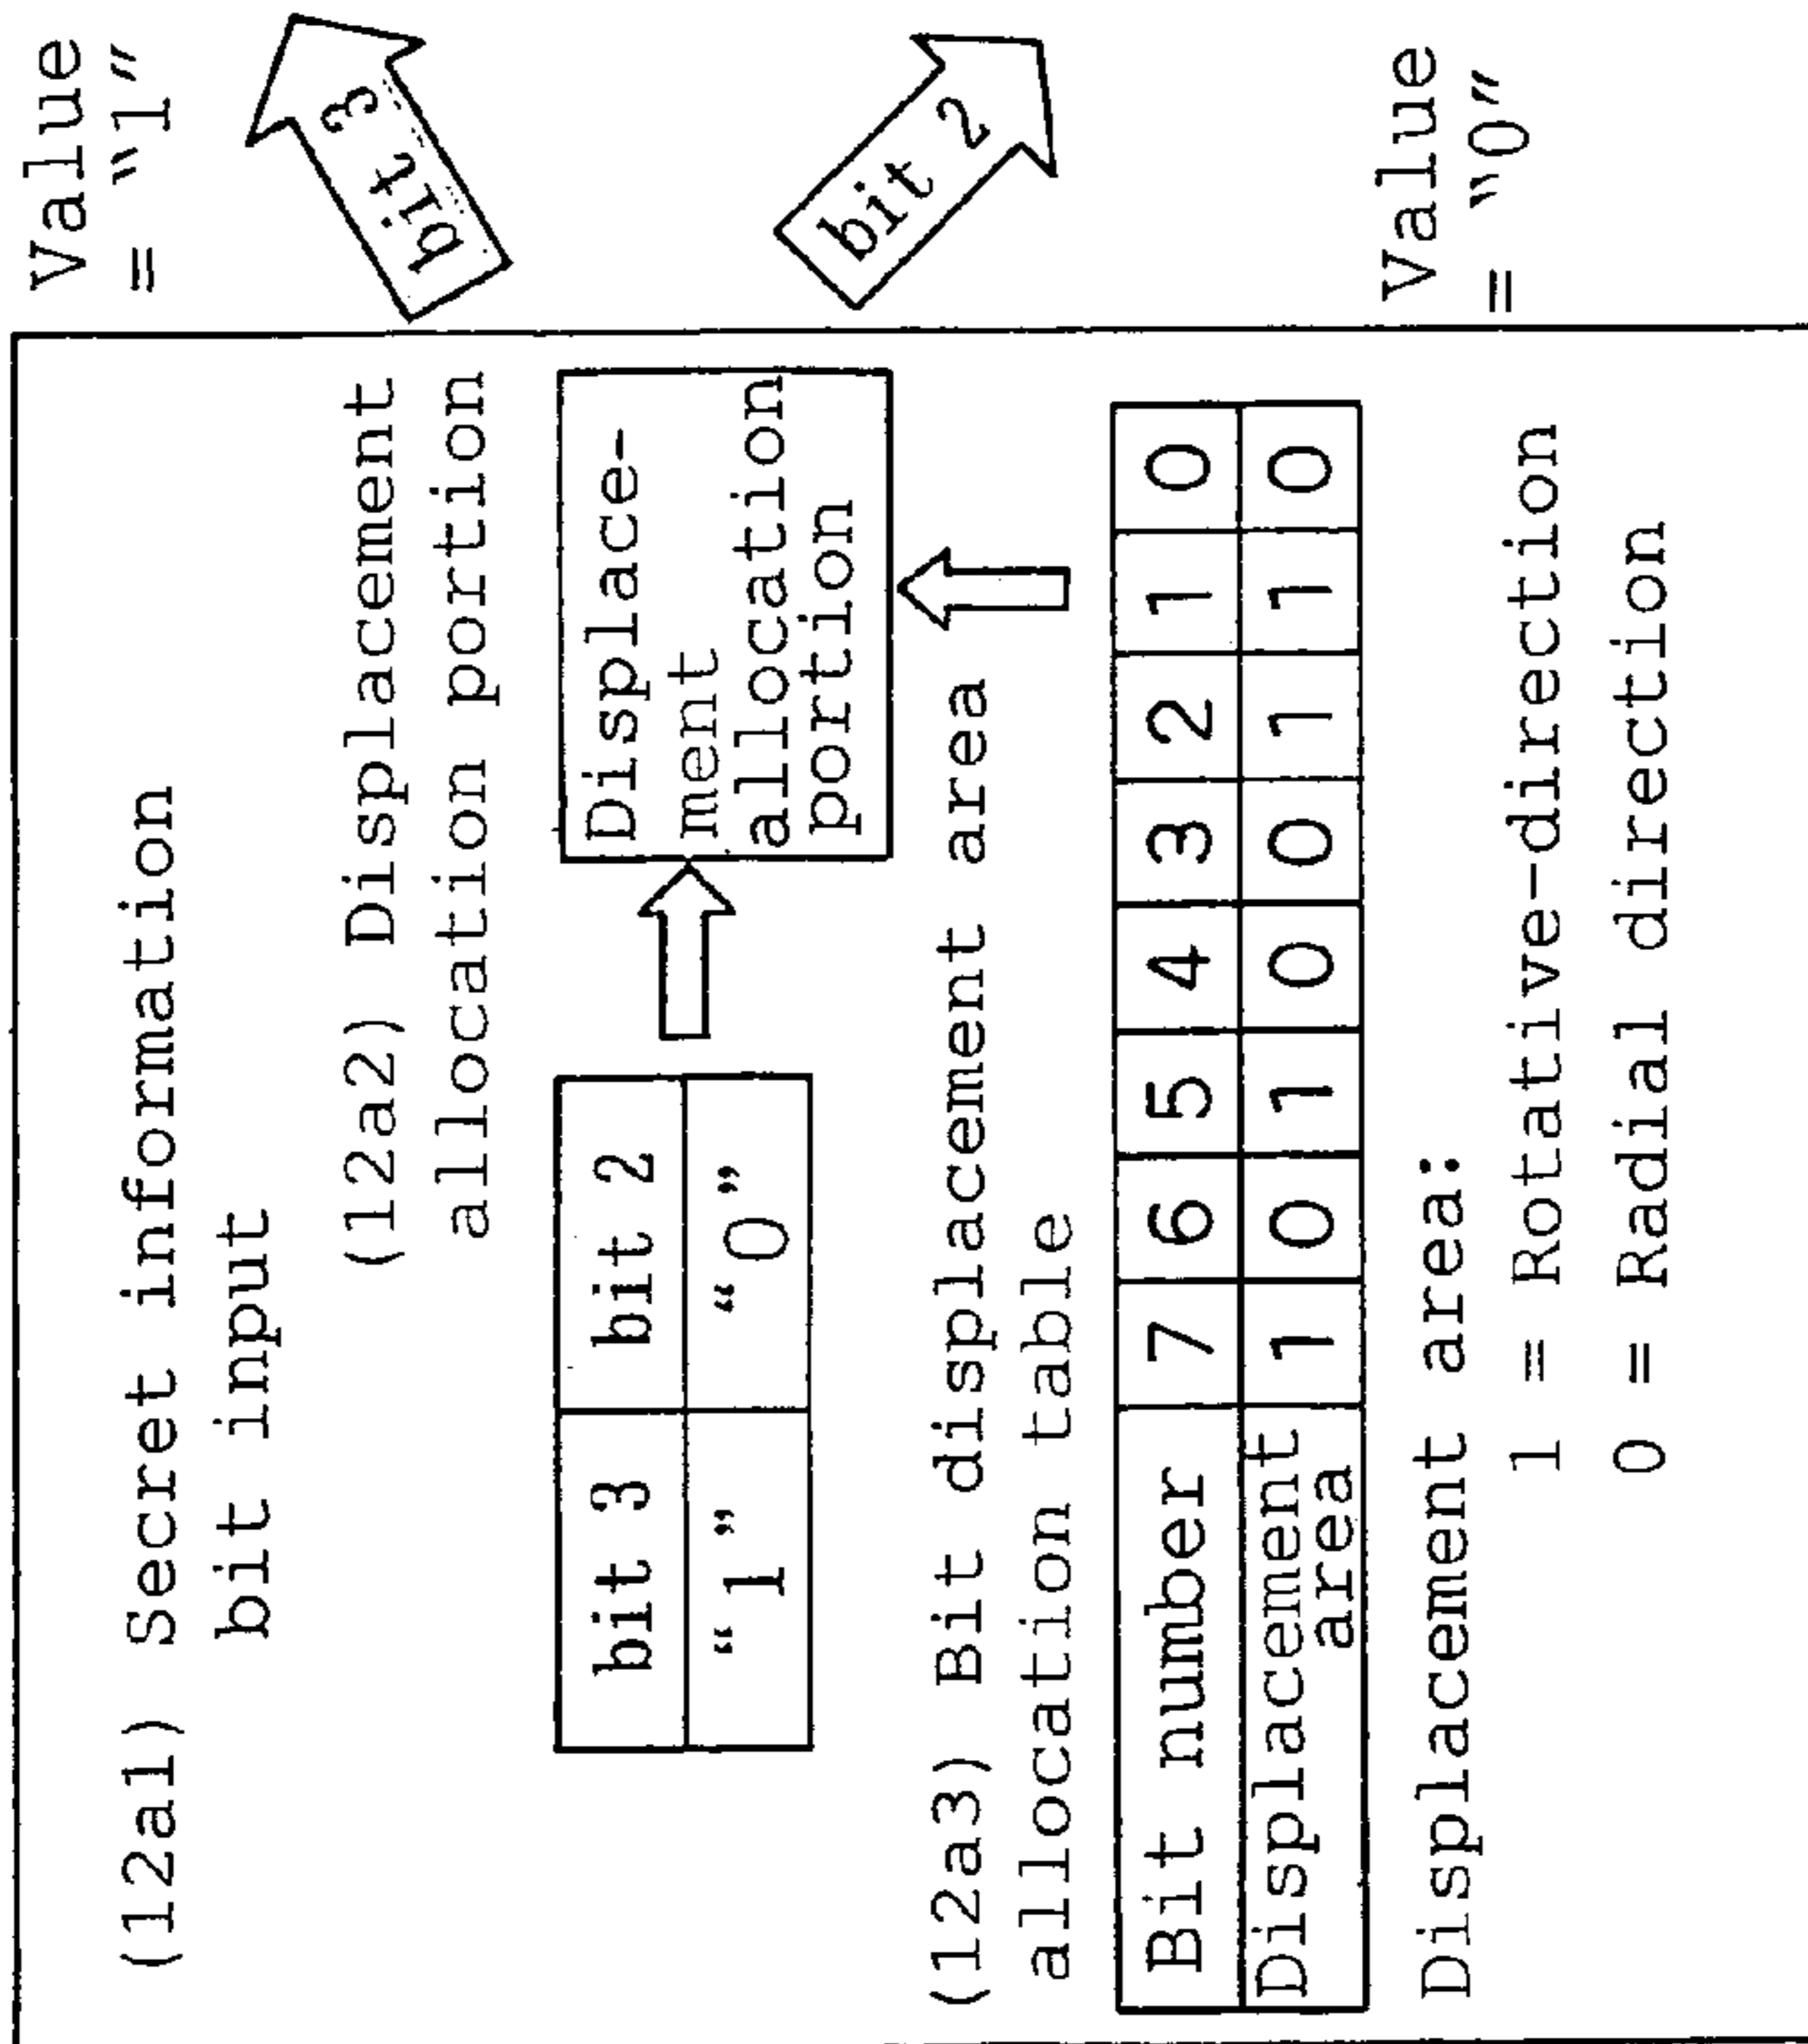 (12a1) Secret information
bit input
(12a2) Displacement
allocation portion
bit 3 bit 2
“1” “0”
Displace-
ment
allocation
portion
Value
= "1"
bit 3
bit 2
Value
= "0"
(12a3) Bit displacement area
allocation table
Bit number 7 6 5 4 3 2 1 0
Displacement
area 1 0 1 0 0 1 1 0
Displacement area:
1 = Rotative-direction
0 = Radial direction